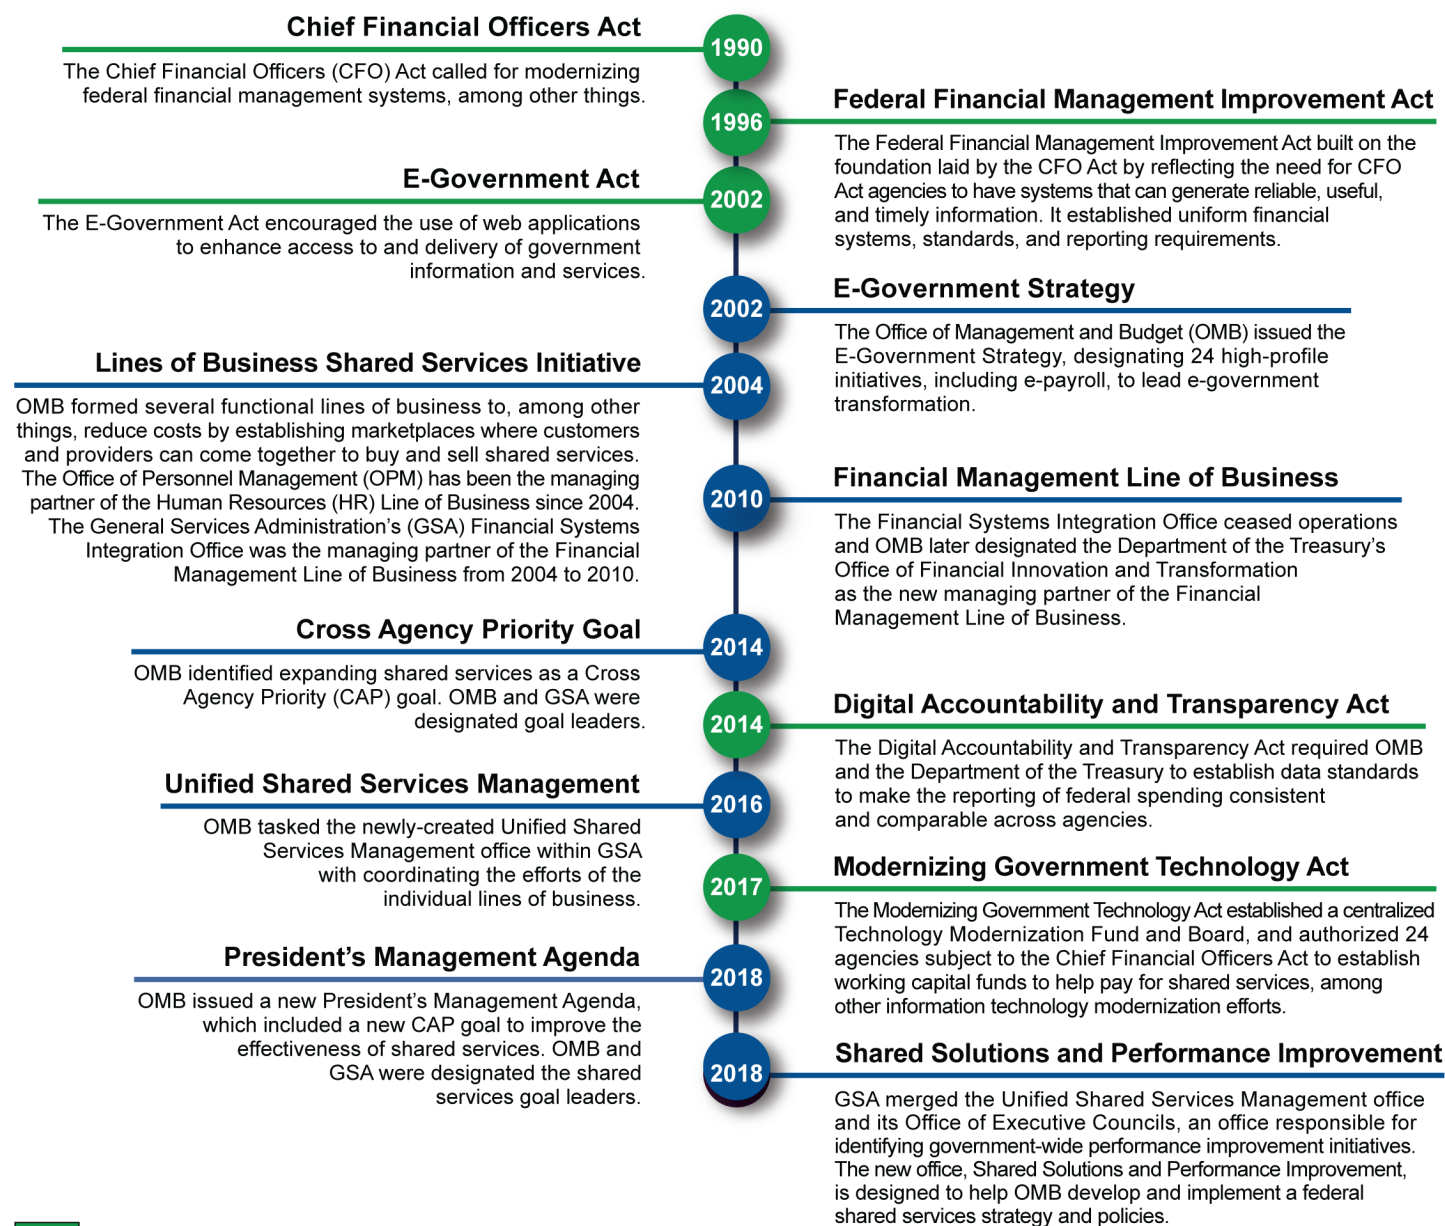 Chief Financial Officers Act
1990
The Chief Financial Officers (CFO) Act called for modernizing
federal financial management systems, among other things.
1996
Federal Financial Management Improvement Act
The Federal Financial Management Improvement Act built on the
foundation laid by the CFO Act by reflecting the need for CFO
Act agencies to have systems that can generate reliable, useful,
and timely information. It established uniform financial
systems, standards, and reporting requirements.
E-Government Act
2002
The E-Government Act encouraged the use of web applications
to enhance access to and delivery of government
information and services.
2002
E-Government Strategy
The Office of Management and Budget (OMB) issued the
E-Government Strategy, designating 24 high-profile
initiatives, including e-payroll, to lead e-government
transformation.
Lines of Business Shared Services Initiative
2004
OMB formed several functional lines of business to, among other
things, reduce costs by establishing marketplaces where customers
and providers can come together to buy and sell shared services.
The Office of Personnel Management (OPM) has been the managing
partner of the Human Resources (HR) Line of Business since 2004.
The General Services Administration's (GSA) Financial Systems
Integration Office was the managing partner of the Financial
Management Line of Business from 2004 to 2010.
2010
Financial Management Line of Business
The Financial Systems Integration Office ceased operations
and OMB later designated the Department of the Treasury's
Office of Financial Innovation and Transformation
as the new managing partner of the Financial
Management Line of Business.
Cross Agency Priority Goal
2014
OMB identified expanding shared services as a Cross
Agency Priority (CAP) goal. OMB and GSA were
designated goal leaders.
2014
Digital Accountability and Transparency Act
The Digital Accountability and Transparency Act required OMB
and the Department of the Treasury to establish data standards
to make the reporting of federal spending consistent
and comparable across agencies.
Unified Shared Services Management
2016
OMB tasked the newly-created Unified Shared
Services Management office within GSA
with coordinating the efforts of the
individual lines of business.
2017
Modernizing Government Technology Act
The Modernizing Government Technology Act established a centralized
Technology Modernization Fund and Board, and authorized 24
agencies subject to the Chief Financial Officers Act to establish
working capital funds to help pay for shared services, among
other information technology modernization efforts.
President's Management Agenda
2018
OMB issued a new President's Management Agenda,
which included a new CAP goal to improve the
effectiveness of shared services. OMB and
GSA were designated the shared
services goal leaders.
2018
Shared Solutions and Performance Improvement
GSA merged the Unified Shared Services Management office
and its Office of Executive Councils, an office responsible for
identifying government-wide performance improvement initiatives.
The new office, Shared Solutions and Performance Improvement,
is designed to help OMB develop and implement a federal
shared services strategy and policies.